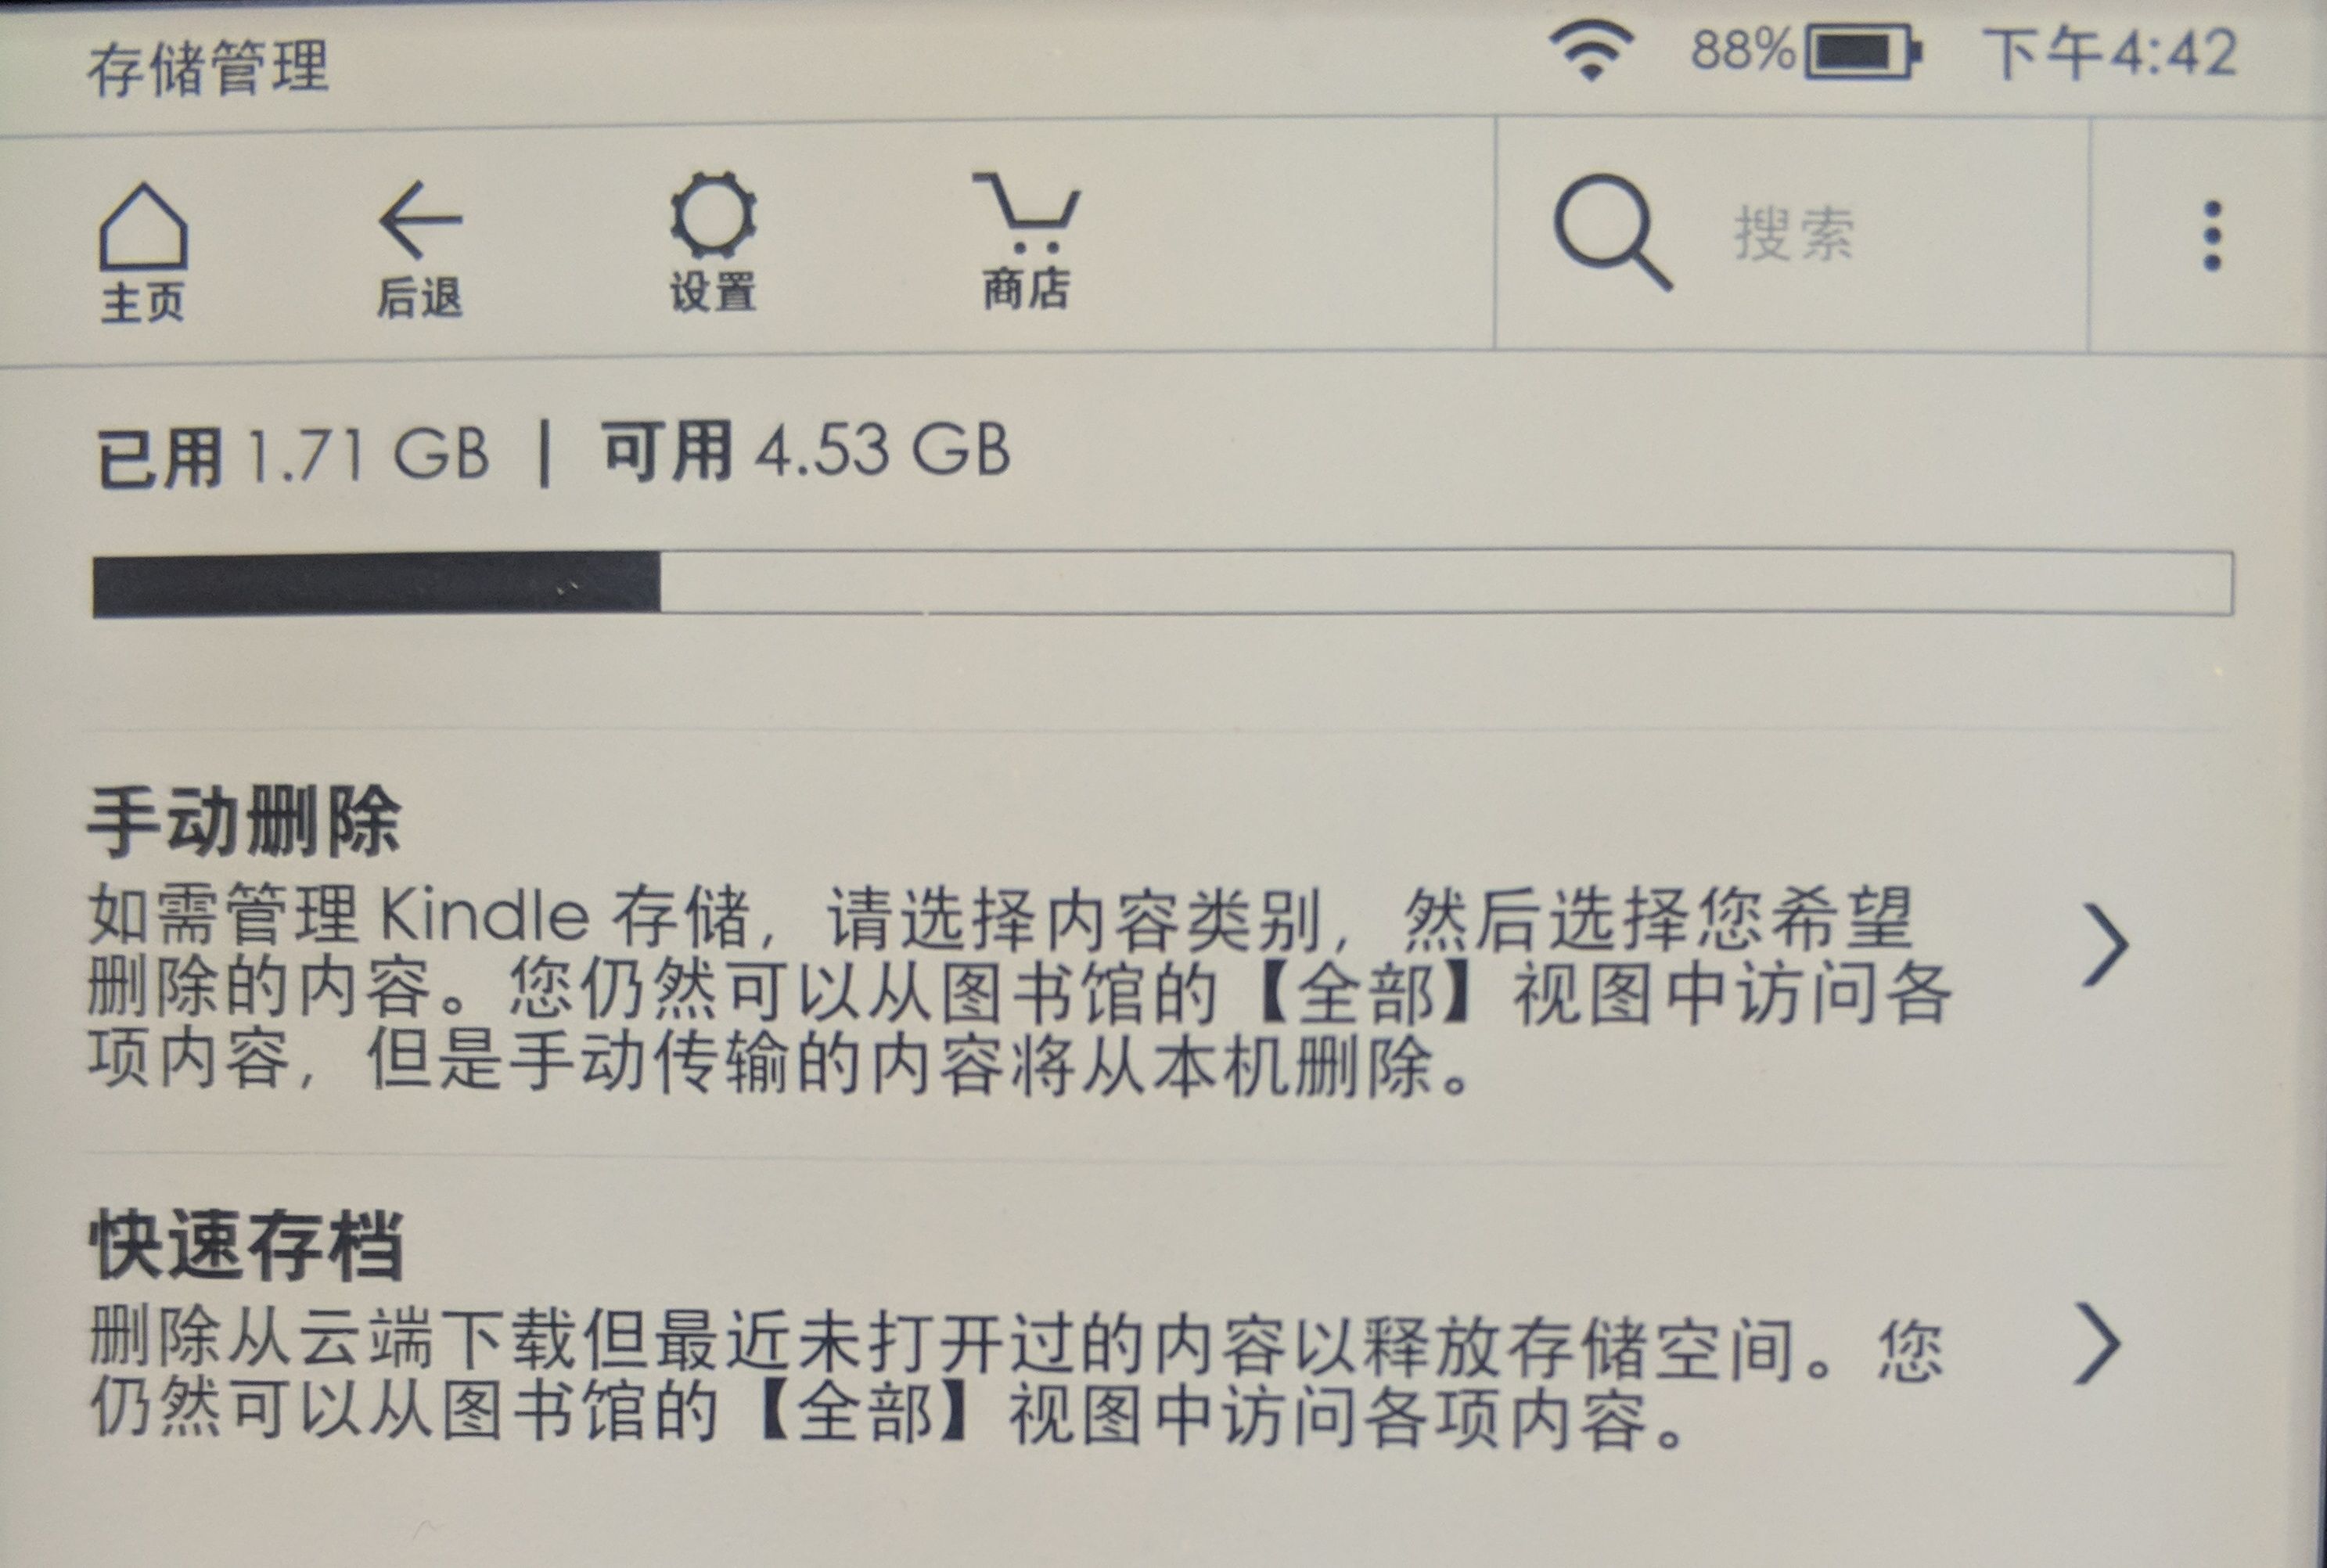 存储管理 88% 下午4:42
主页 后退 设置 商店 搜索
已用 1.71 GB | 可用 4.53 GB
手动删除
如需管理 Kindle 存储，请选择内容类别，然后选择您希望
删除的内容。您仍然可以从图书馆的【全部】视图中访问各
项内容，但是手动传输的内容将从本机删除。
快速存档
删除从云端下载但最近未打开过的内容以释放存储空间。您
仍然可以从图书馆的【全部】视图中访问各项内容。